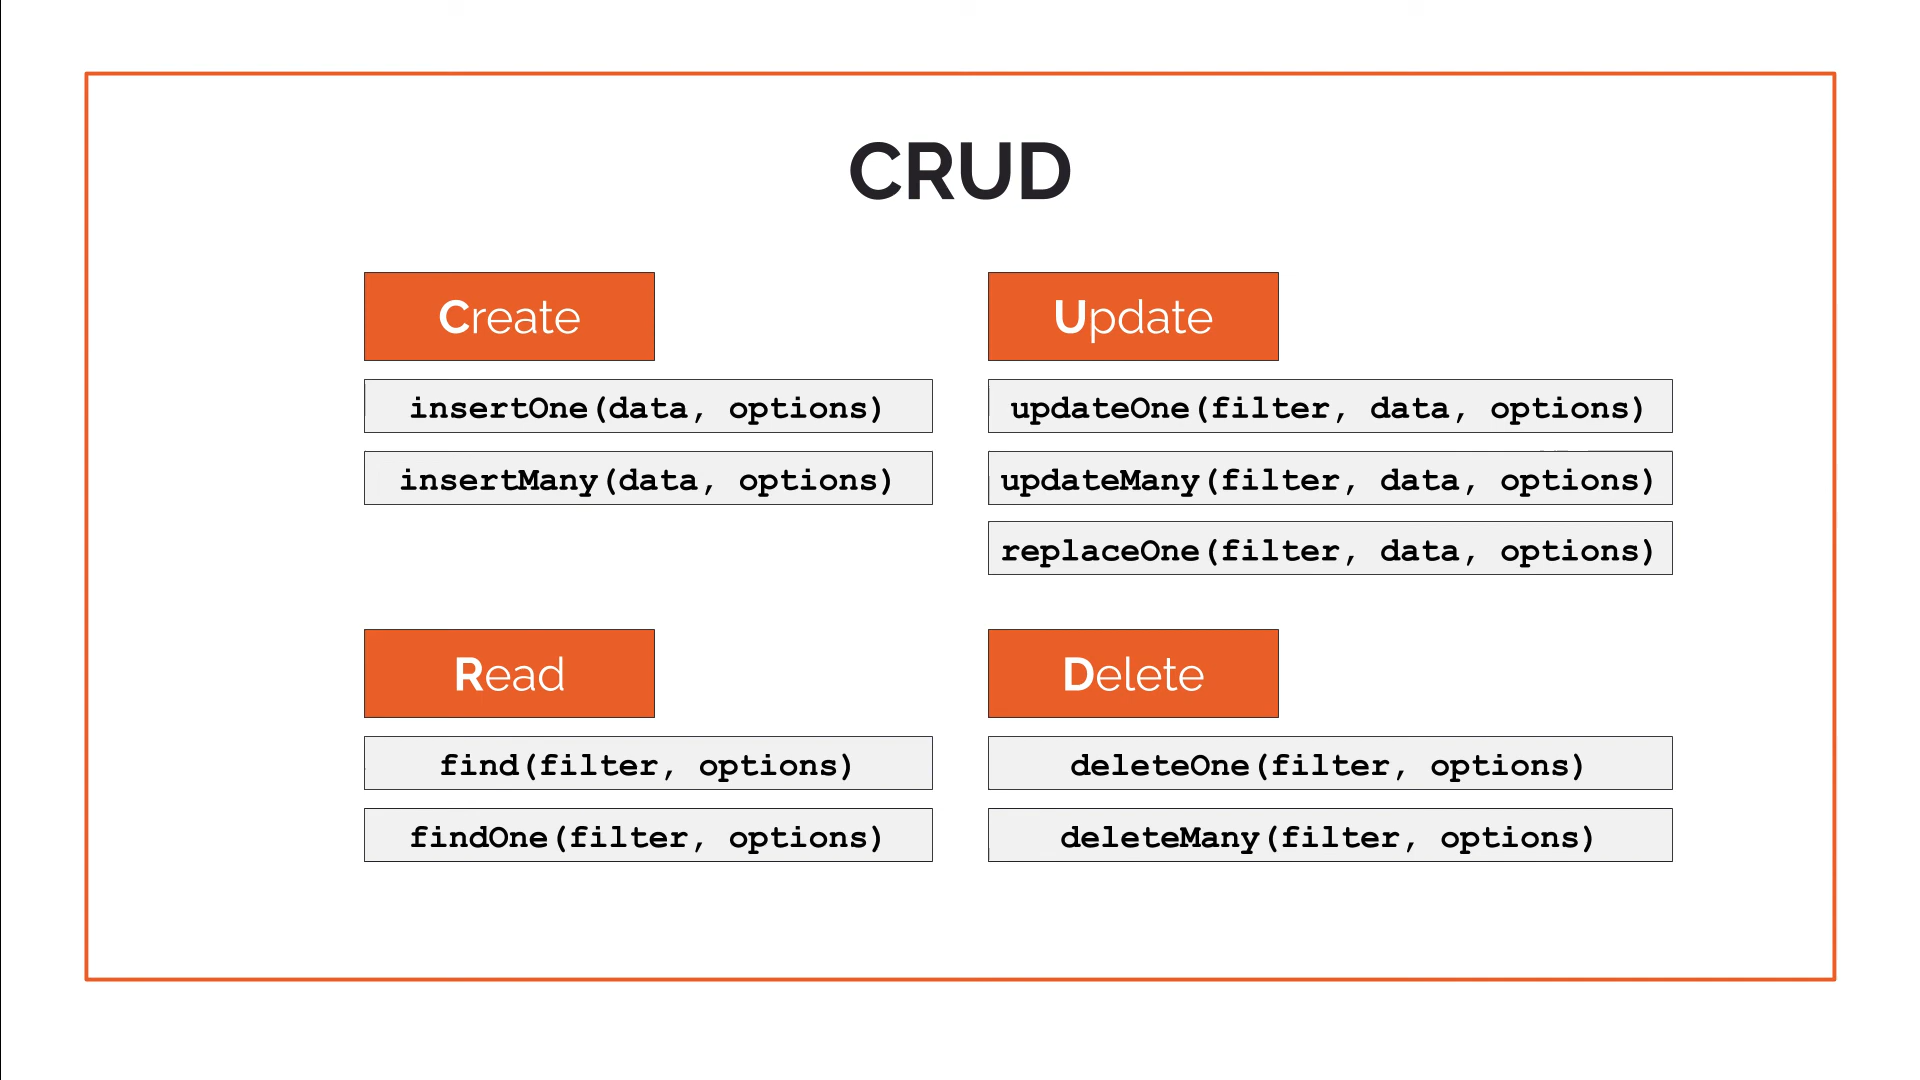 CRUD
Create
insertOne(data, options)
insertMany(data, options)
Update
updateOne(filter, data, options)
updateMany(filter, data, options)
replaceOne(filter, data, options)
Read
find(filter, options)
findOne(filter, options)
Delete
deleteOne(filter, options)
deleteMany(filter, options)